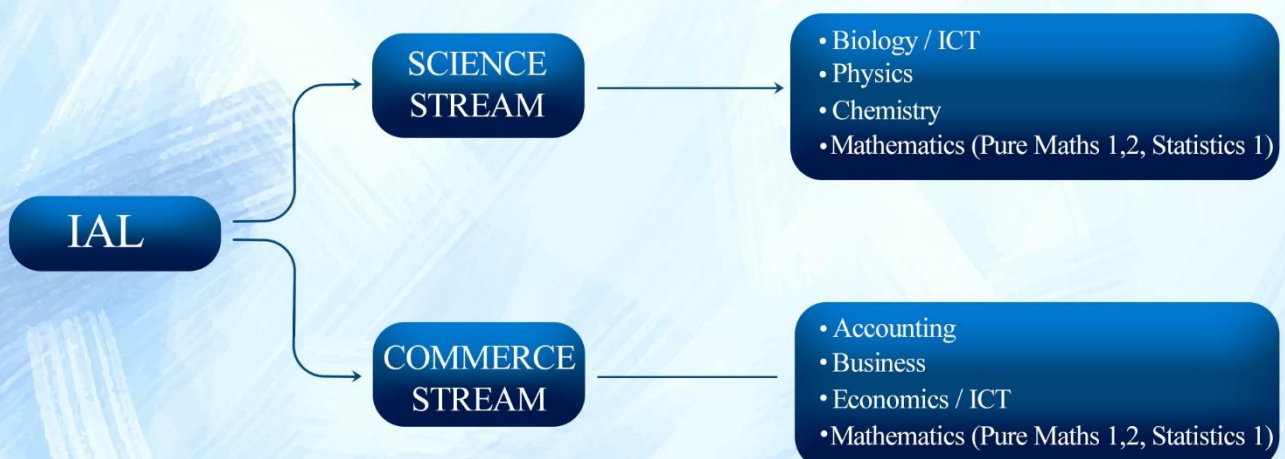 IAL
SCIENCE
STREAM
• Biology / ICT
• Physics
• Chemistry
• Mathematics (Pure Maths 1,2, Statistics 1)
COMMERCE
STREAM
• Accounting
• Business
• Economics / ICT
• Mathematics (Pure Maths 1,2, Statistics 1)